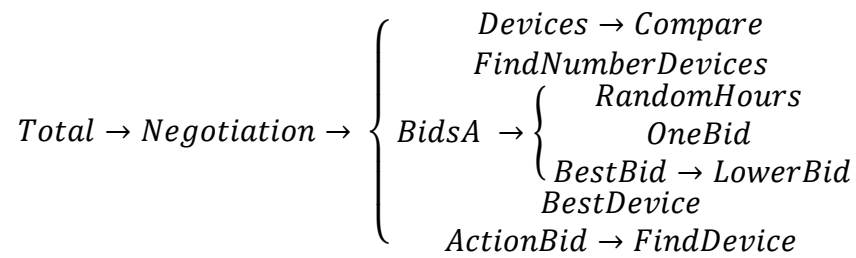 Devices → Compare
FindNumberDevices
Total → Negotiation → { BidsA → { RandomHours
OneBid
BestBid → LowerBid
BestDevice
ActionBid → FindDevice